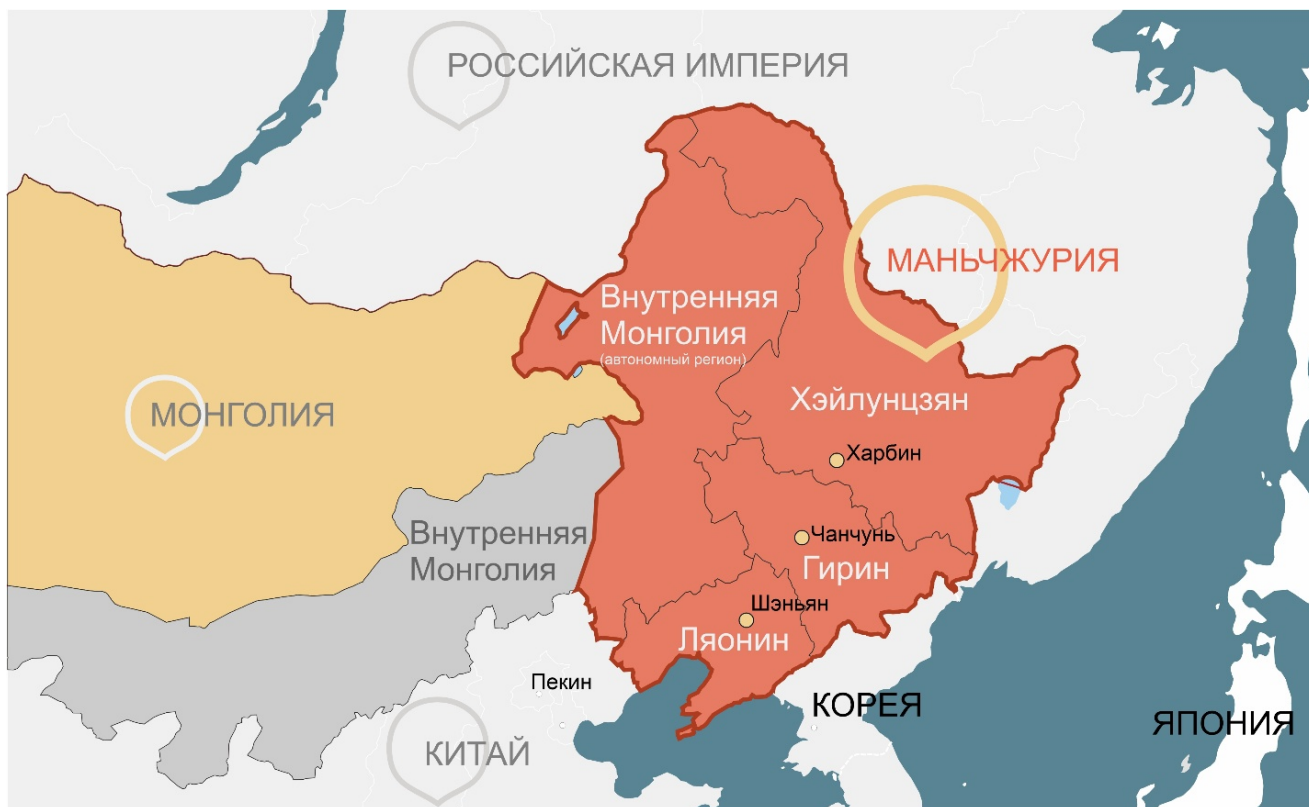 РОССИЙСКАЯ ИМПЕРИЯ
МАНЬЧЖУРИЯ
Внутренняя
Монголия
(автономный регион)
Хэйлунцзян
МОНГОЛИЯ
Харбин
Внутренняя
Монголия
Чанчунь
Гирин
Шэньян
Ляонин
Пекин
КОРЕЯ
ЯПОНИЯ
КИТАЙ